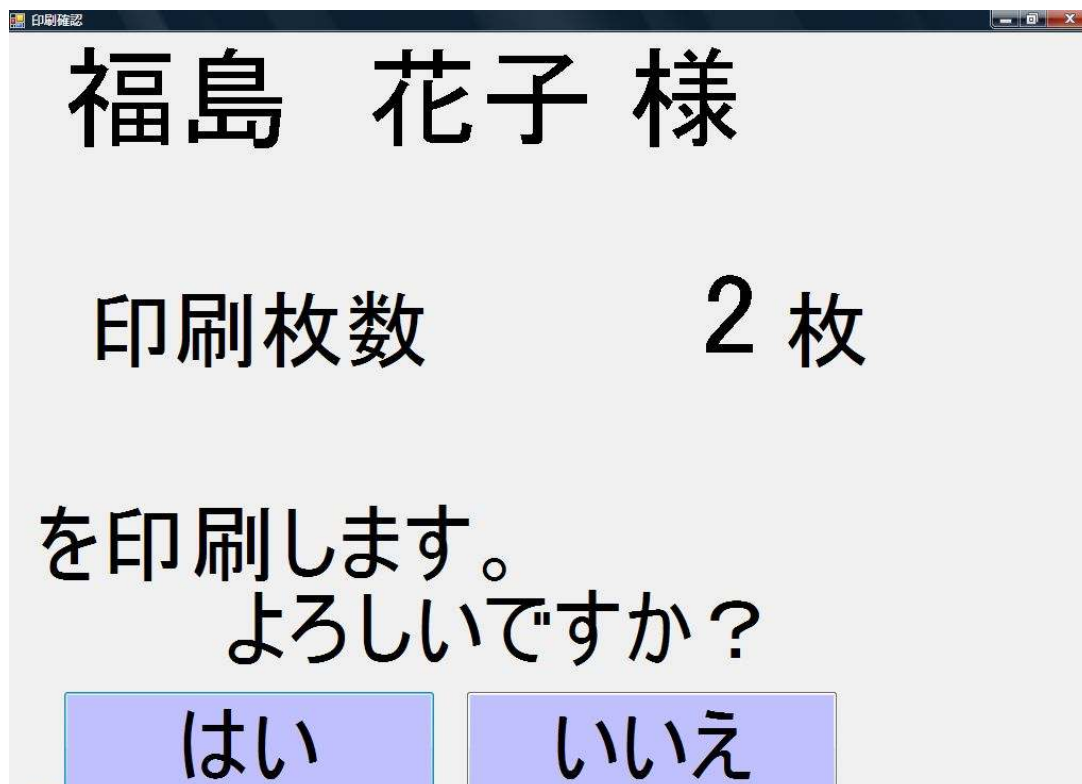 印刷確認
福島　花子 様
印刷枚数　2 枚
を印刷します。
よろしいですか？
はい　いいえ